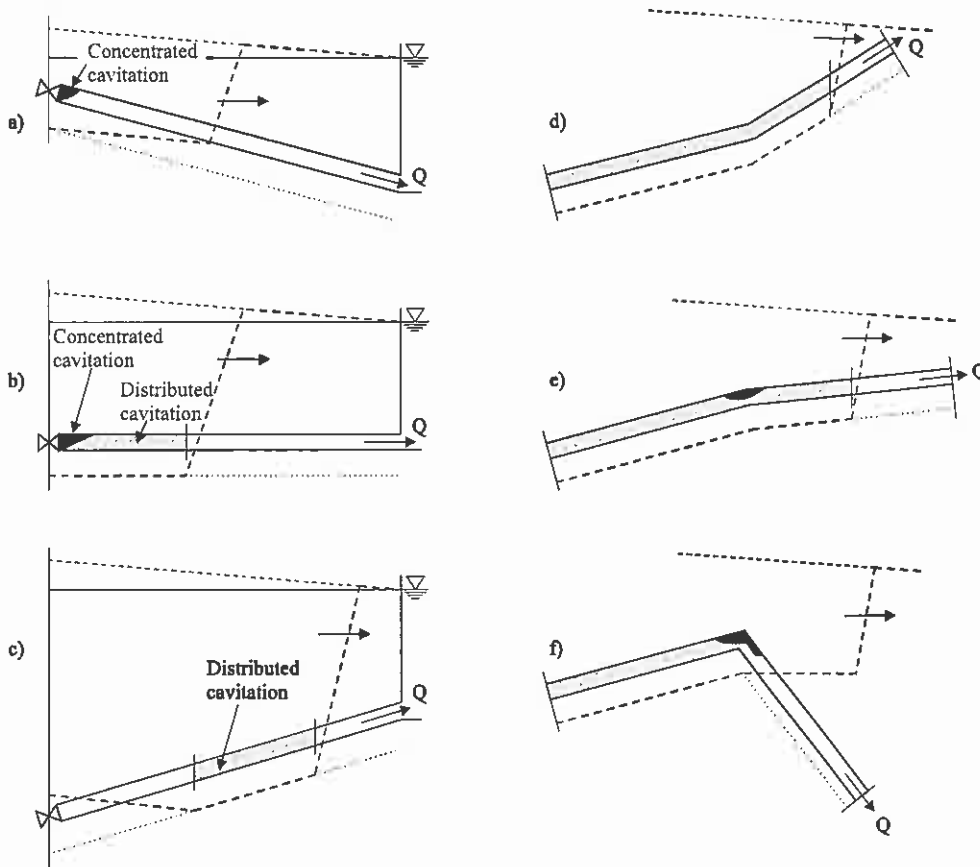 a)
Concentrated
cavitation
Q
b)
Concentrated
cavitation
Distributed
cavitation
Q
c)
Distributed
cavitation
Q
d)
Q
e)
Q
f)
Q